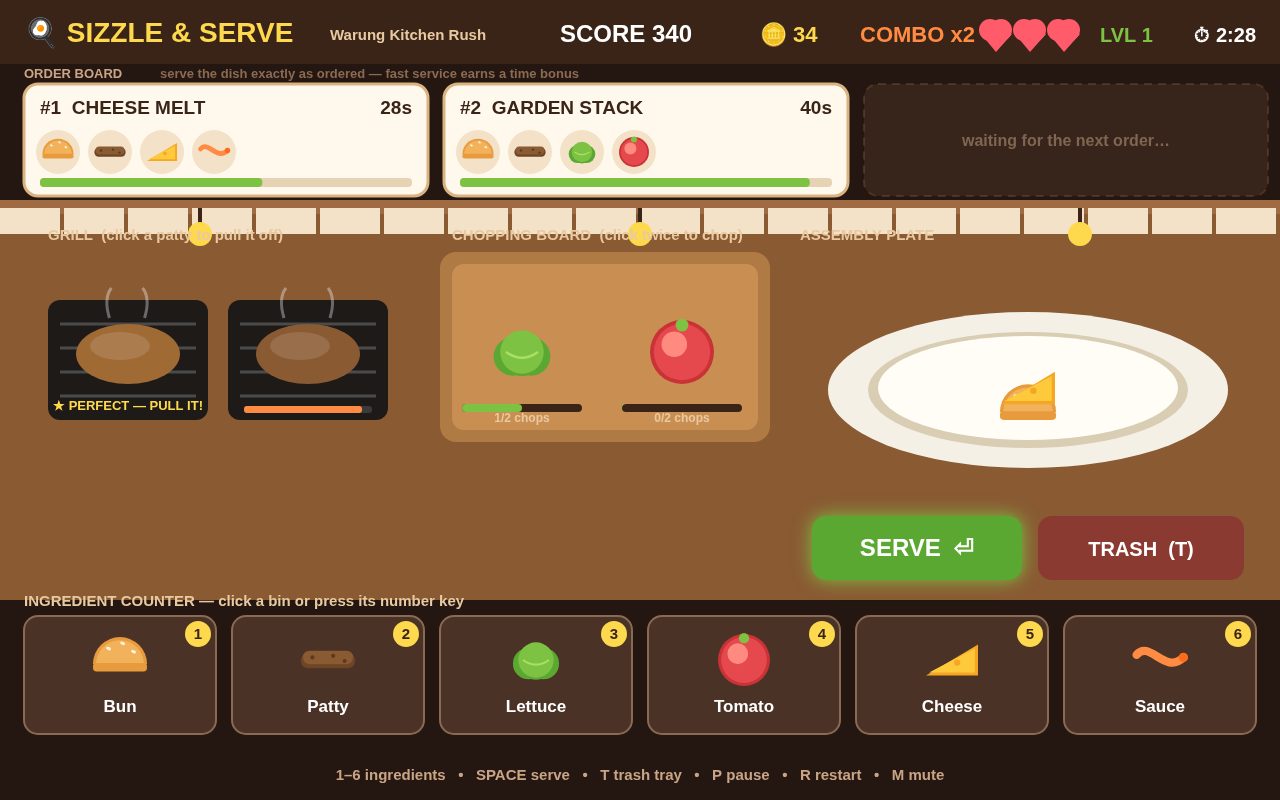 SIZZLE & SERVE Warung Kitchen Rush SCORE 340 34 COMBO x2 LVL 1 2:28
ORDER BOARD serve the dish exactly as ordered — fast service earns a time bonus
#1 CHEESE MELT 28s
#2 GARDEN STACK 40s
waiting for the next order…
GRILL (click a patty to pull it off)
CHOPPING BOARD (click twice to chop)
ASSEMBLY PLATE
★ PERFECT — PULL IT!
1/2 chops
0/2 chops
SERVE ⏎
TRASH (T)
INGREDIENT COUNTER — click a bin or press its number key
1 2 3 4 5 6
Bun Patty Lettuce Tomato Cheese Sauce
1–6 ingredients • SPACE serve • T trash tray • P pause • R restart • M mute